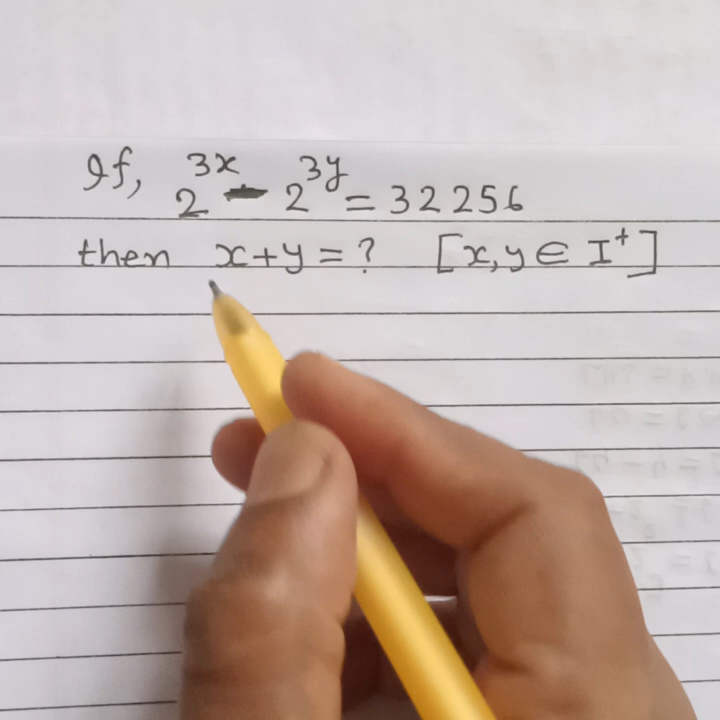 If, 2^{3x} - 2^{3y} = 32256
then x+y = ? [x,y ∈ I^+]